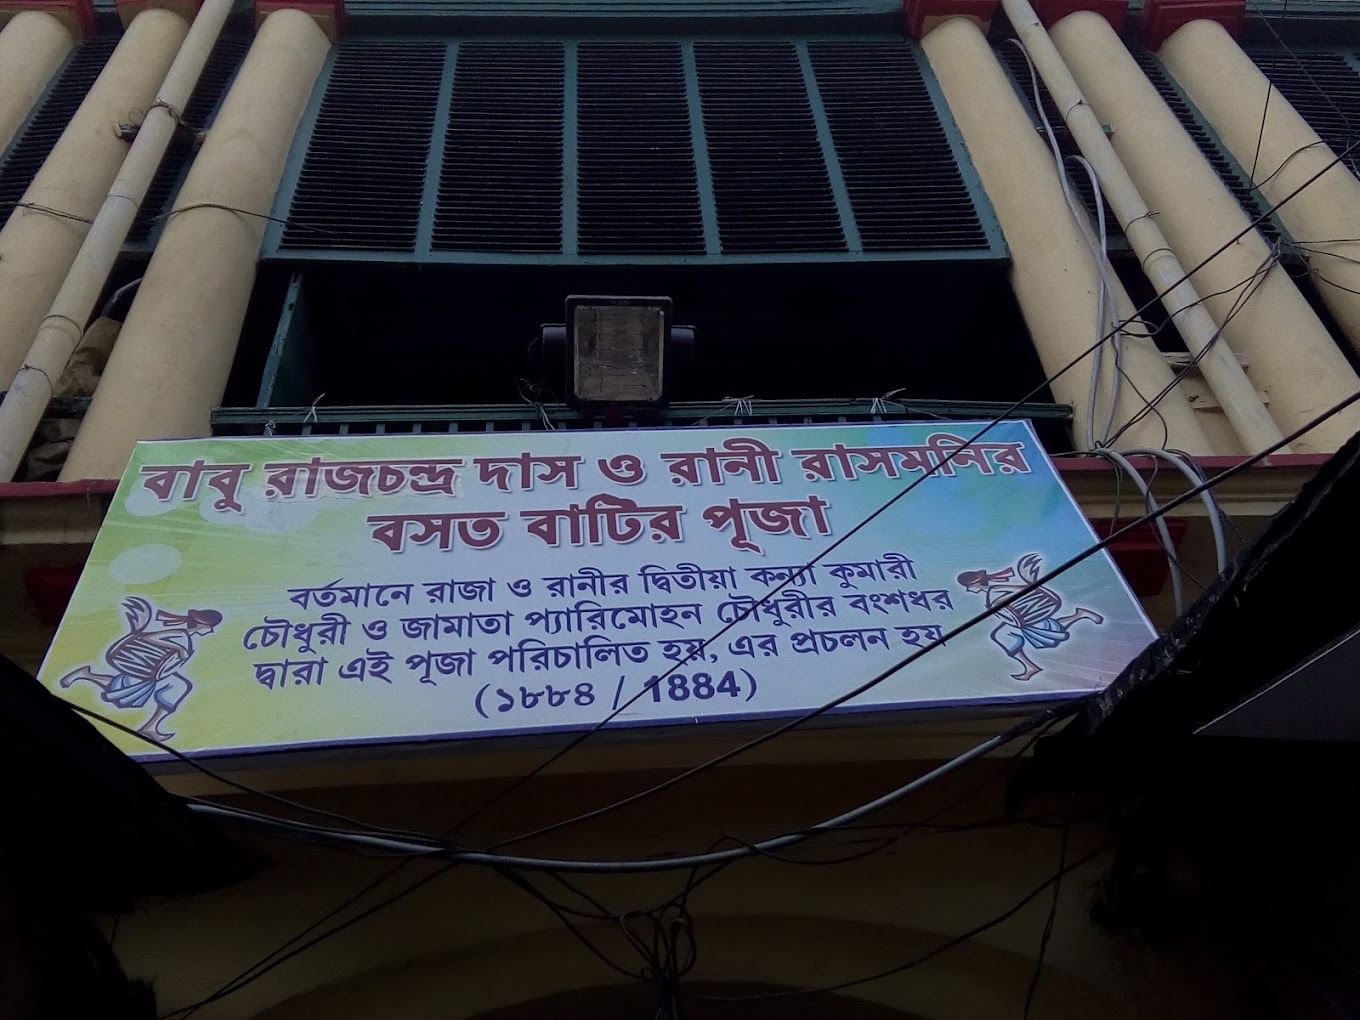 বাবু রাজচন্দ্র দাস ও রানী রাসমনির
বসত বাটির পূজা
বর্তমানে রাজা ও রানীর দ্বিতীয়া কন্যা কুমারী
চৌধুরী ও জামাতা প্যারিমোহন চৌধুরীর বংশধর
দ্বারা এই পূজা পরিচালিত হয়, এর প্রচলন হয়
(১৮৮৪ / 1884)